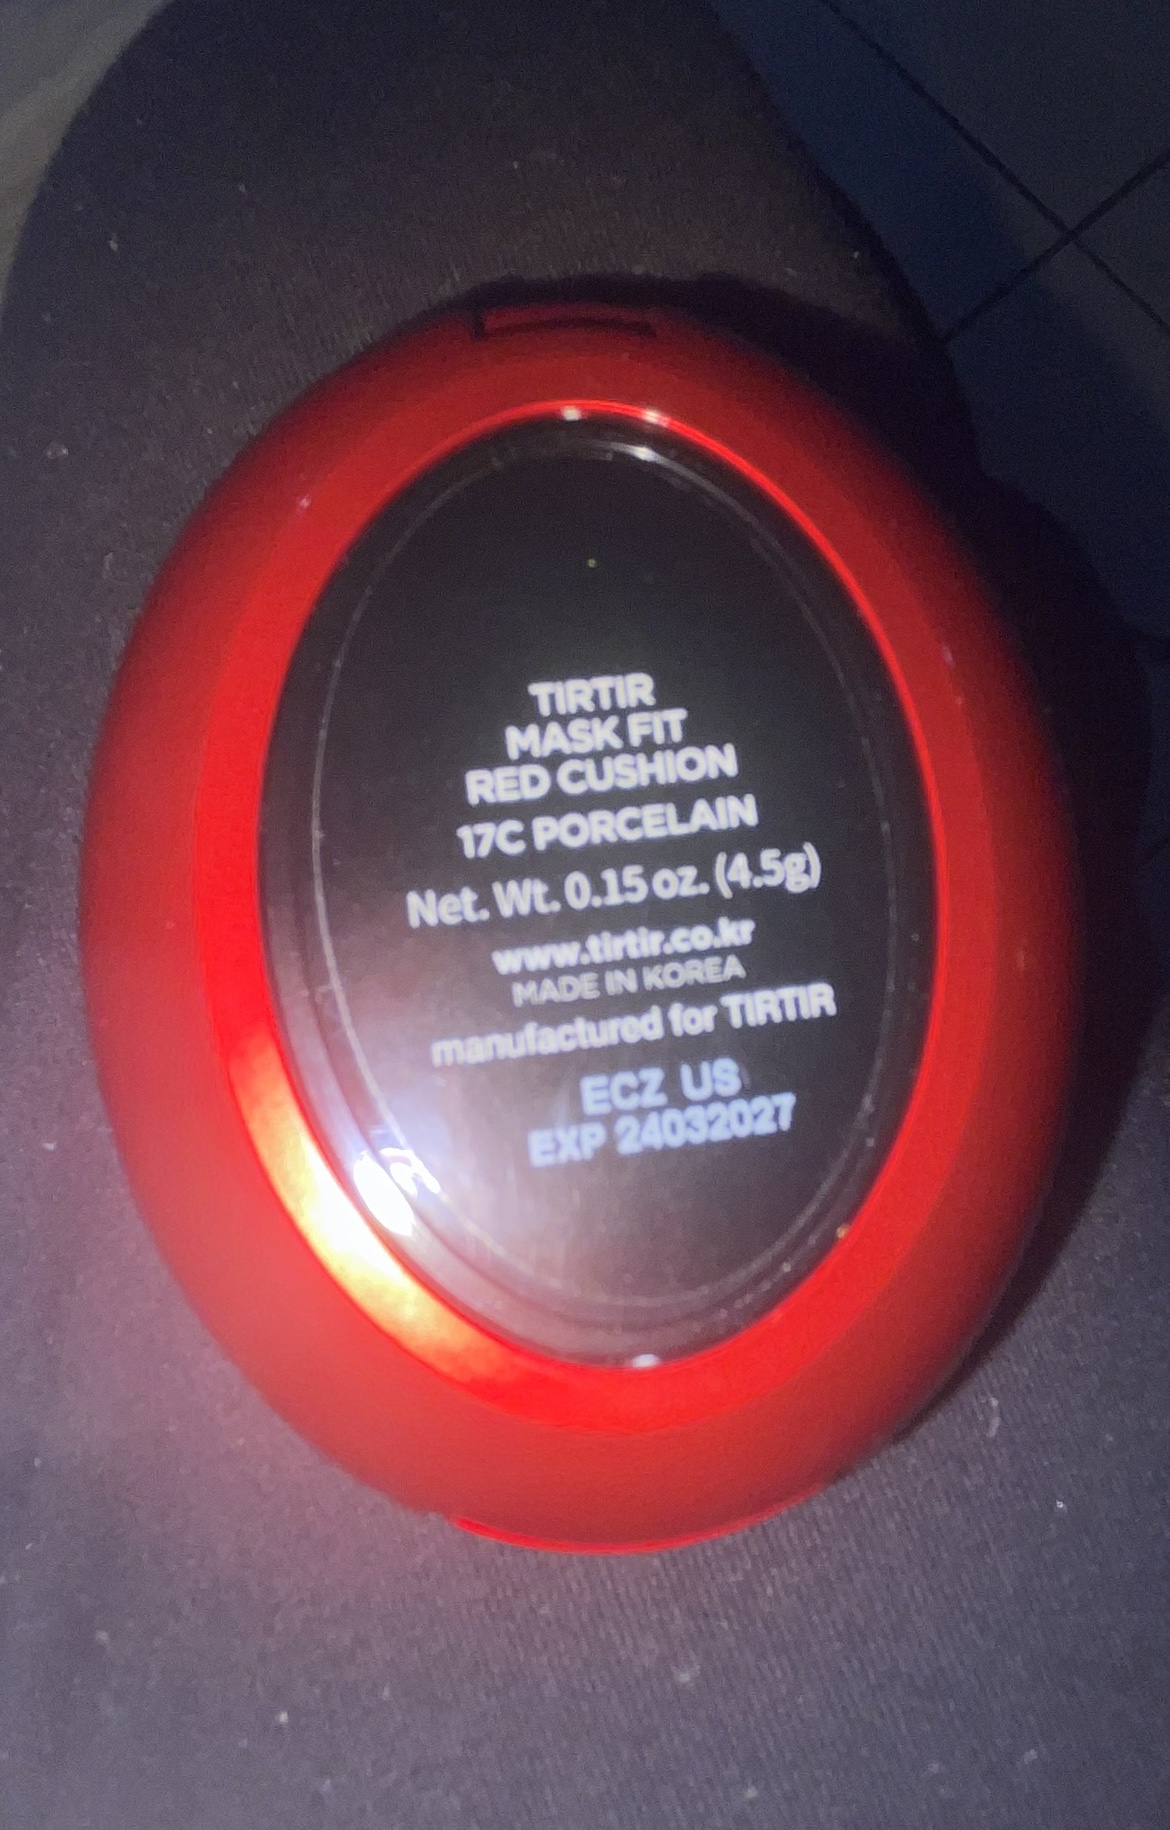 TIRTIR
MASK FIT
RED CUSHION
17C PORCELAIN
Net. Wt. 0.15 oz. (4.5g)
www.tirtir.co.kr
MADE IN KOREA
manufactured for TIRTIR
ECZ US
EXP 24032027